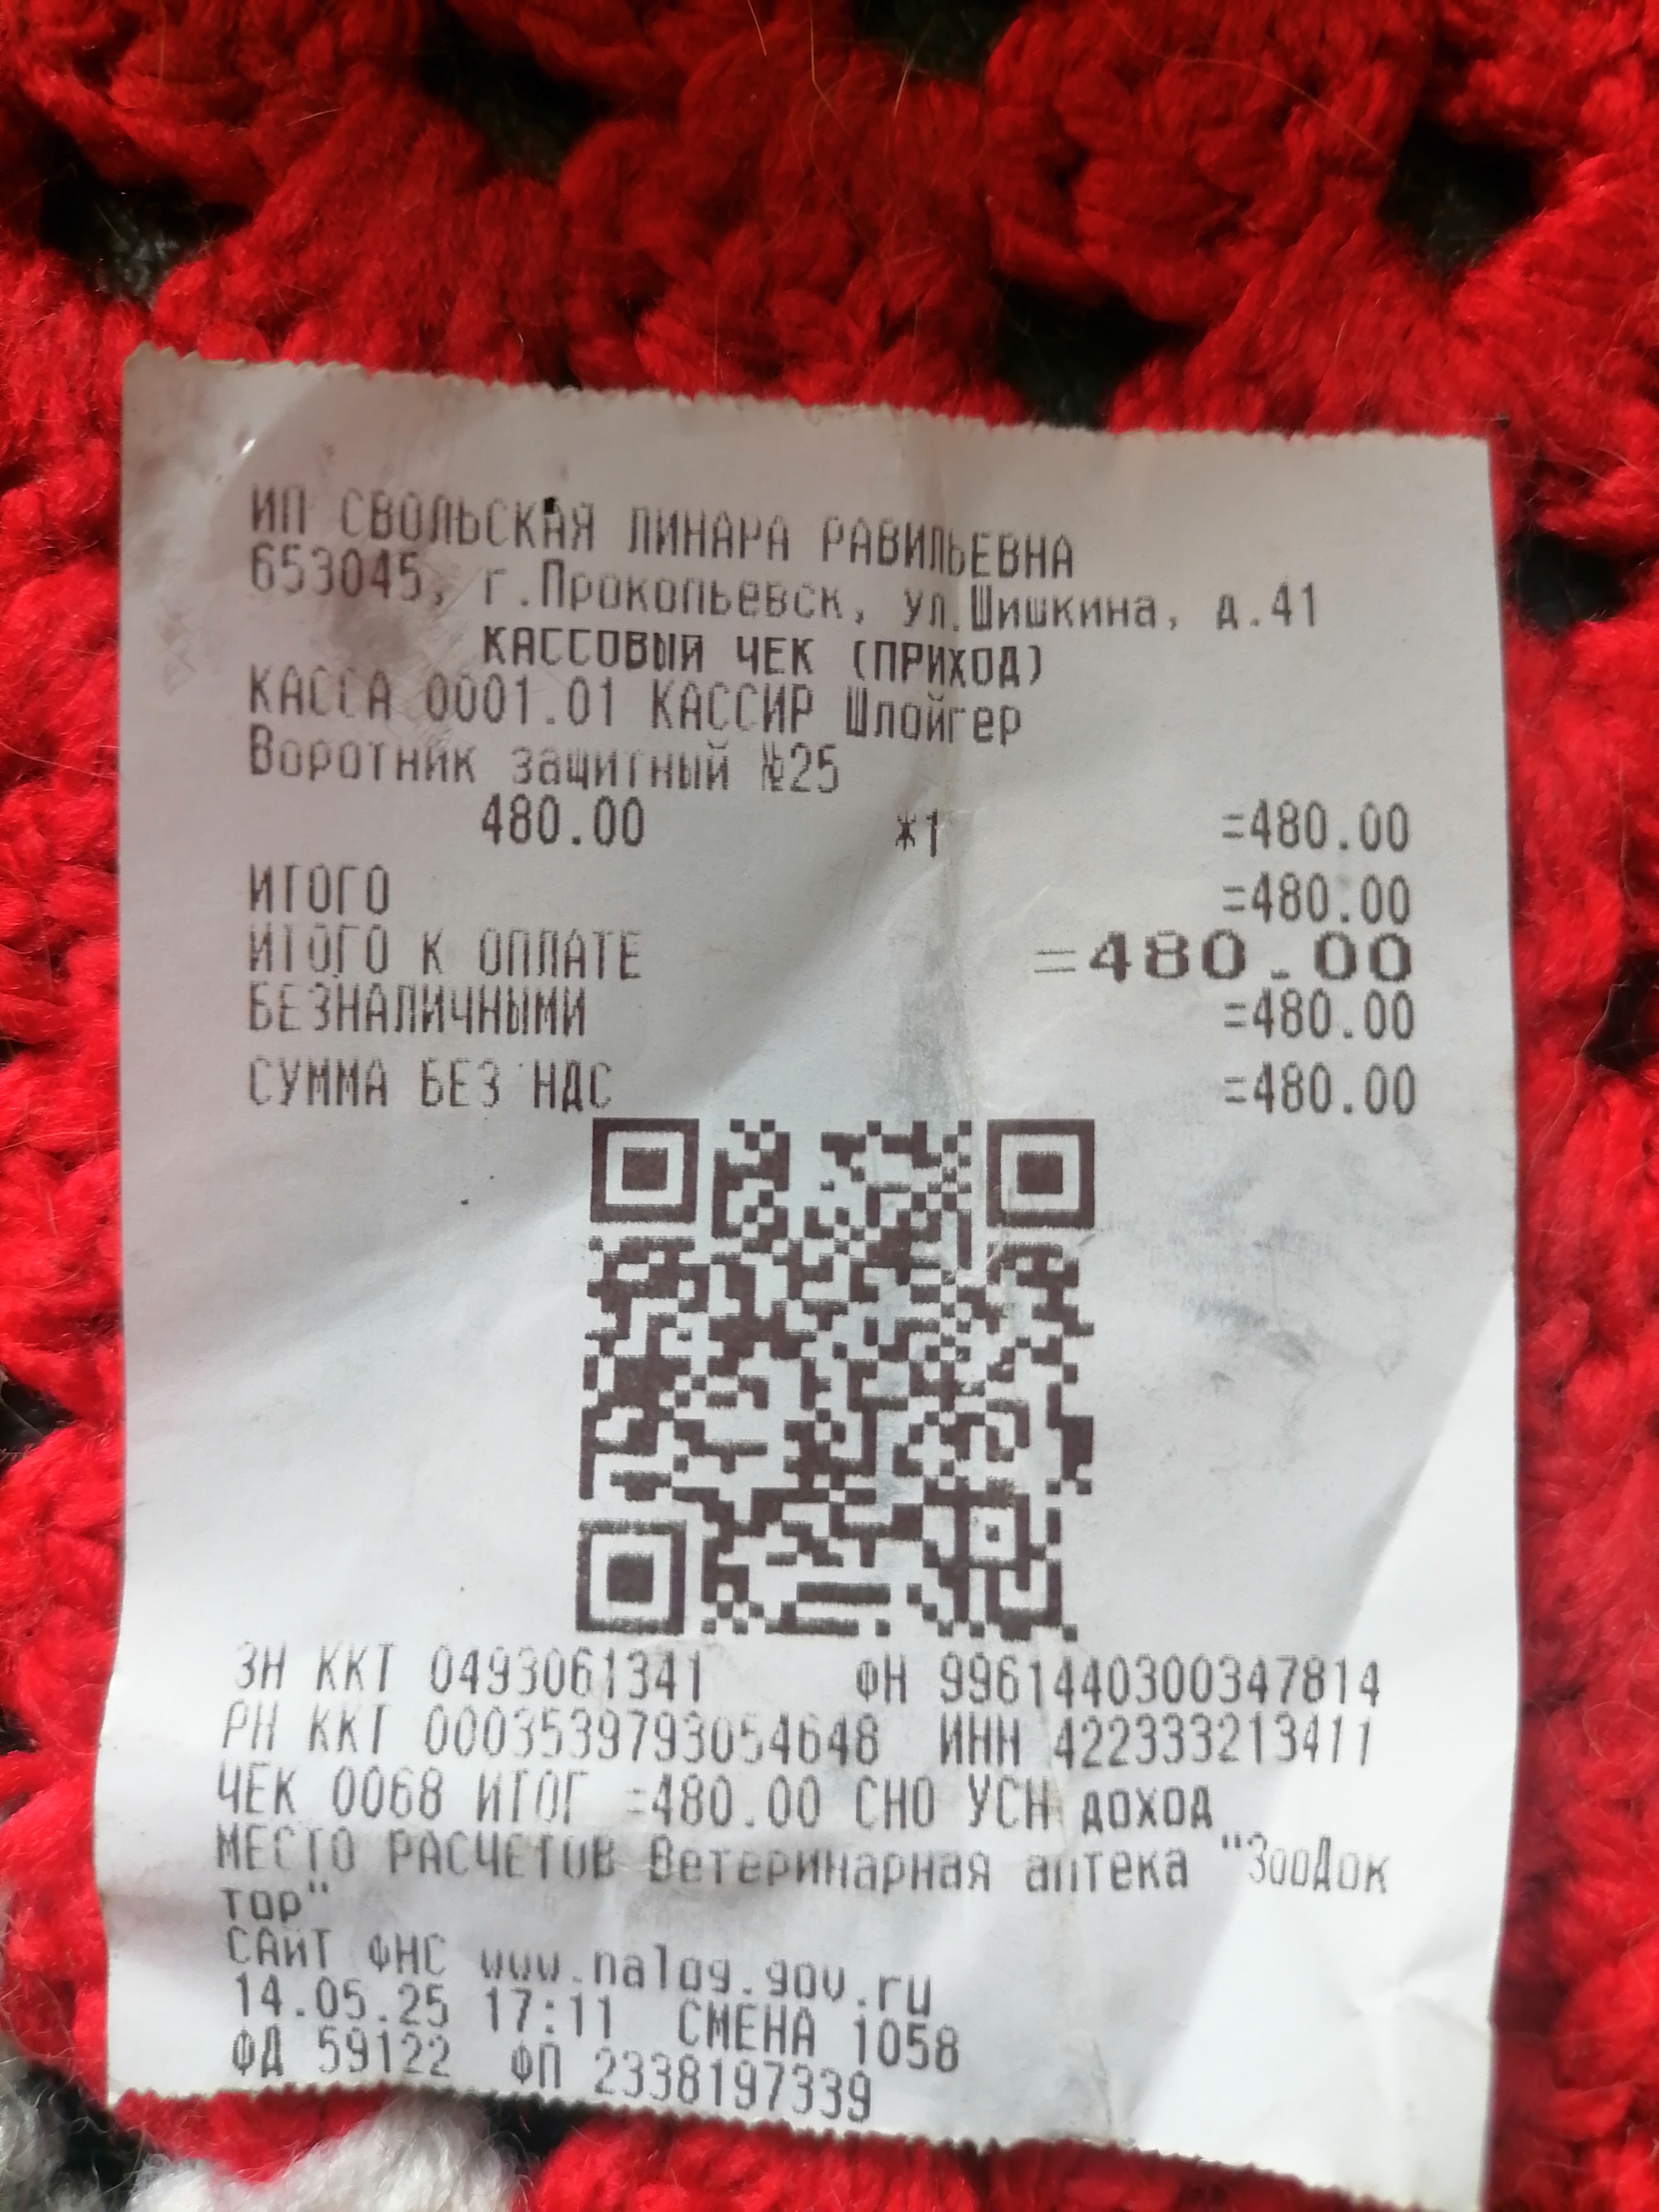 ИП СВОЛЬСКАЯ ЛИНАРА РАВИЛЬЕВНА
653045, г.Прокопьевск, ул.Шишкина, д.41
КАССОВЫЙ ЧЕК (ПРИХОД)
КАССА 0001.01 КАССИР Шлойгер
Воротник защитный №25
480.00 *1 =480.00
ИТОГО =480.00
ИТОГО К ОПЛАТЕ =480.00
БЕЗНАЛИЧНЫМИ =480.00
СУММА БЕЗ НДС =480.00
ЗН ККТ 0493061341 ФН 9961440300347814
РН ККТ 0003539793054648 ИНН 422333213411
ЧЕК 0068 ИТОГ =480.00 СНО УСН доход
МЕСТО РАСЧЕТОВ Ветеринарная аптека "ЗооДок
тор"
САЙТ ФНС www.nalog.gov.ru
14.05.25 17:11 СМЕНА 1058
ФД 59122 ФП 2338197339